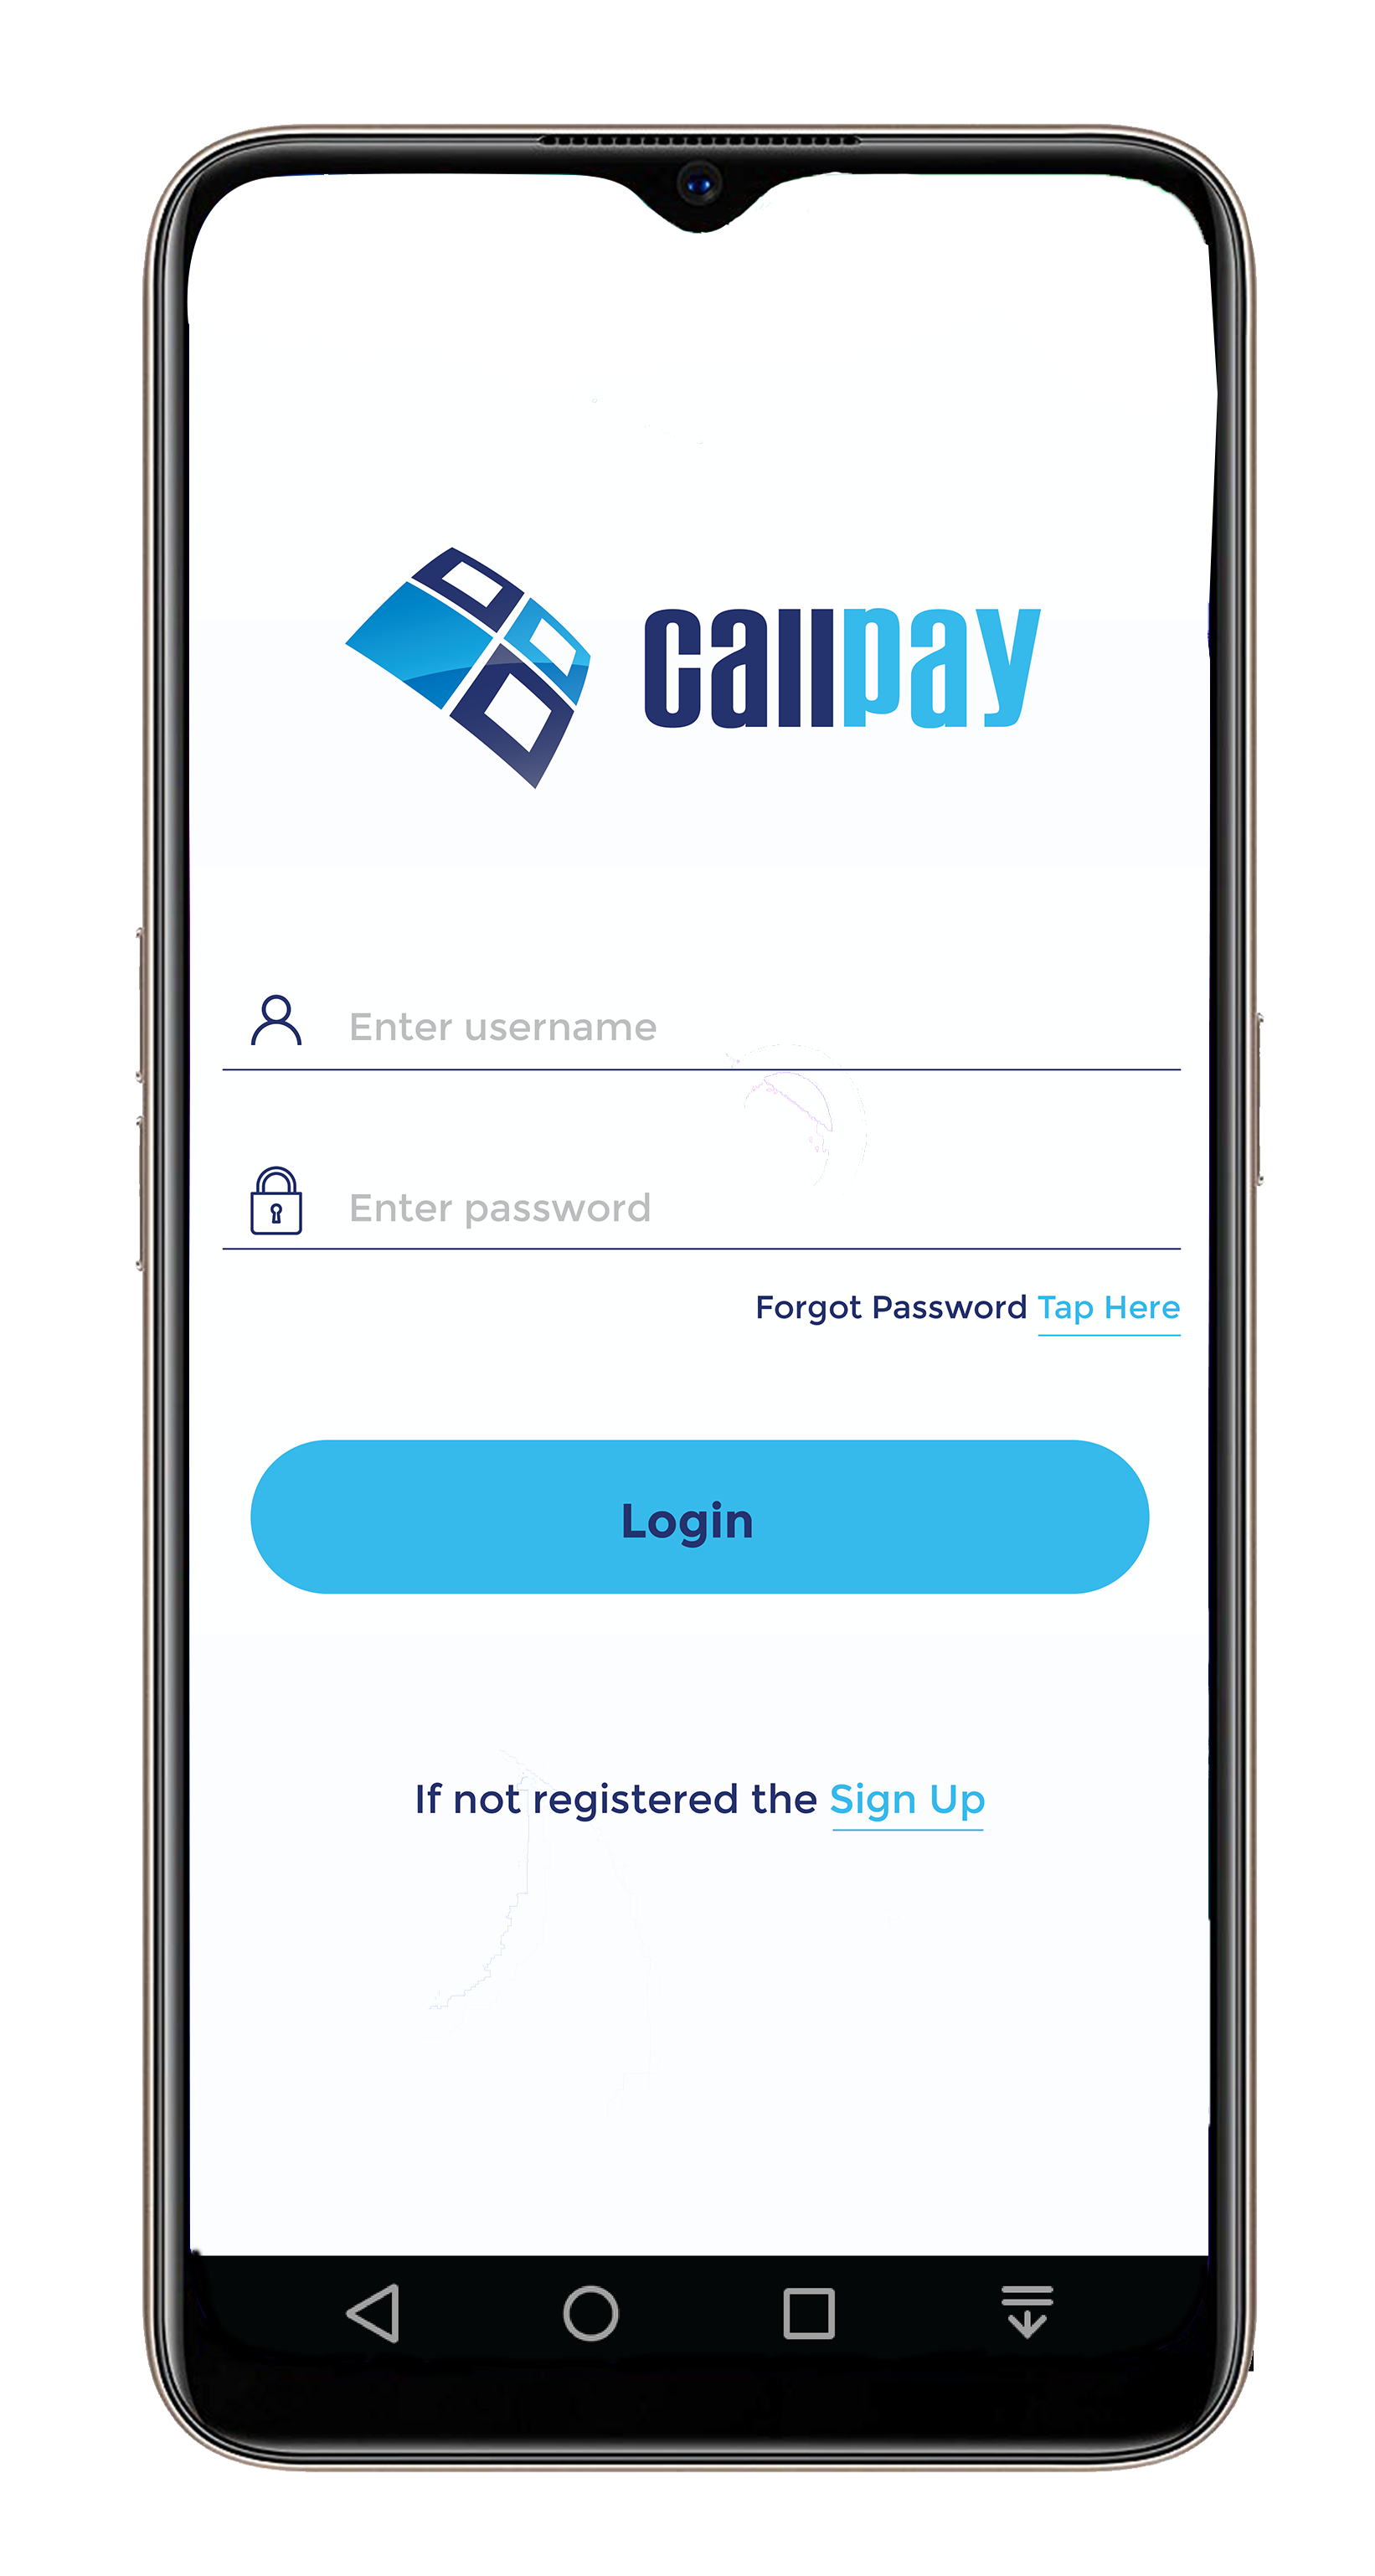 callpay
Enter username
Enter password
Forgot Password Tap Here
Login
If not registered the Sign Up